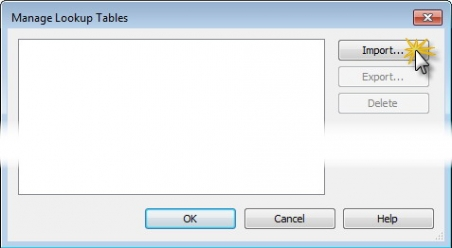 Manage Lookup Tables
Import...
Export...
Delete
OK
Cancel
Help